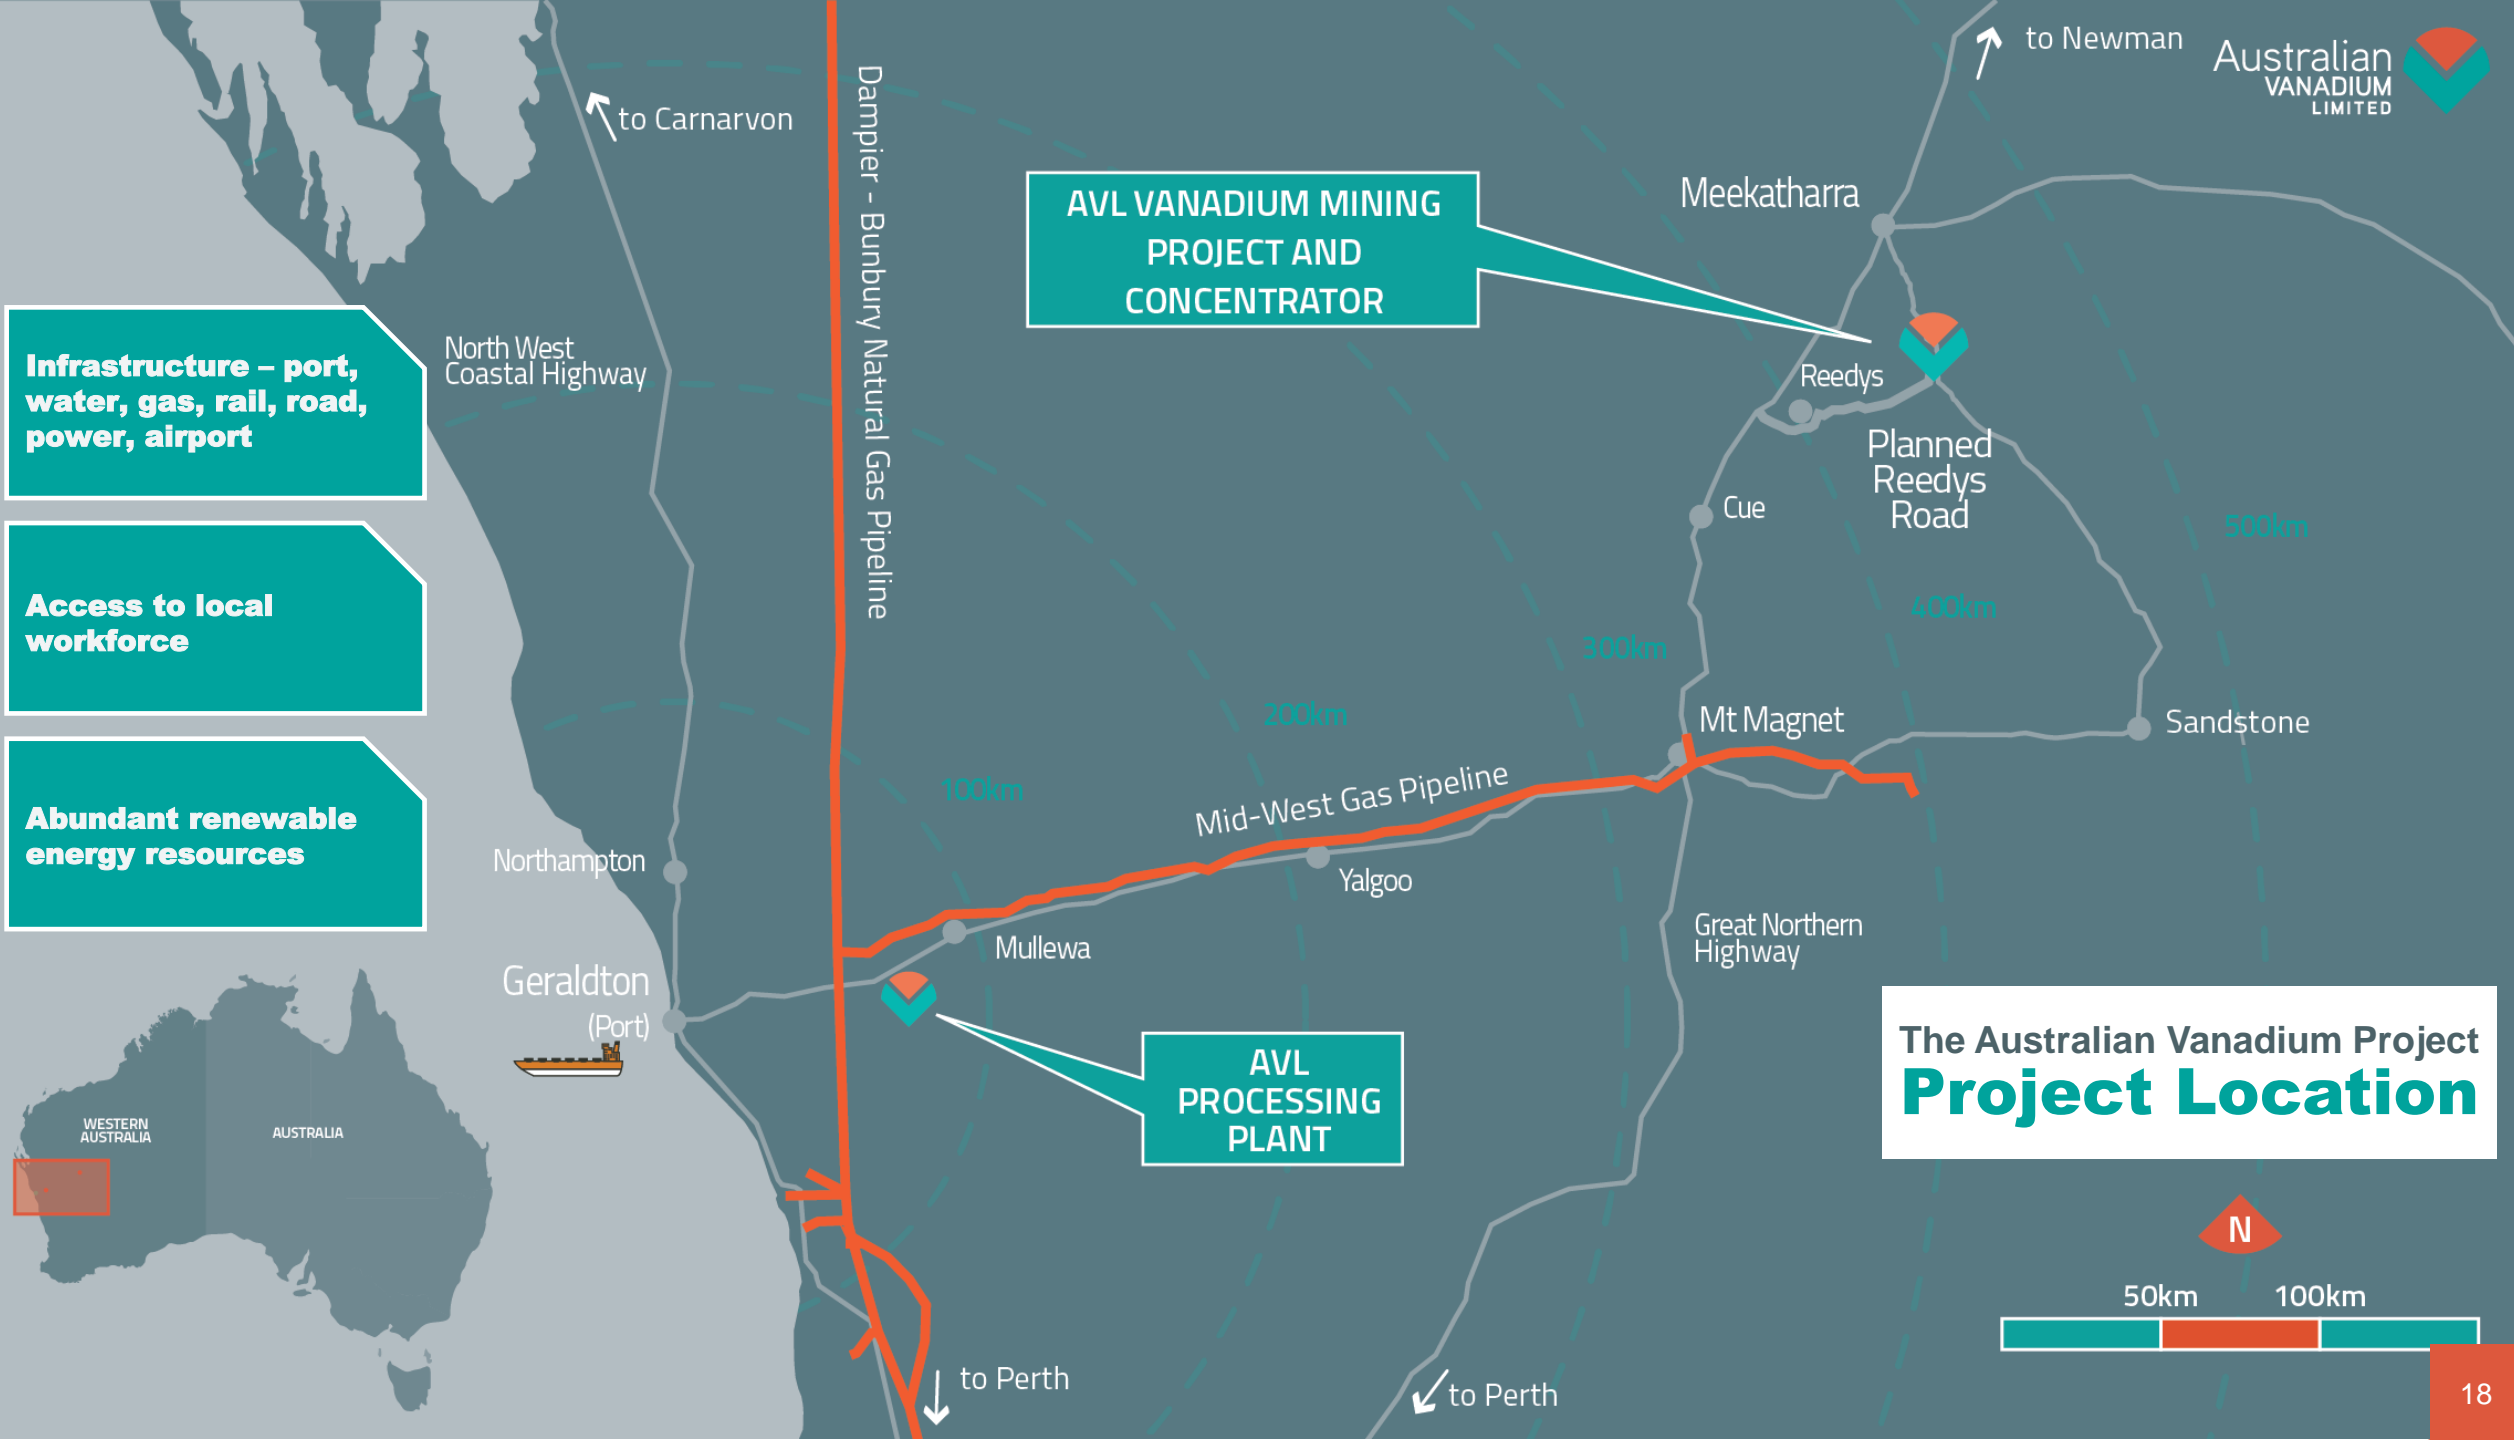 to Newman
Australian
VANADIUM
LIMITED
to Carnarvon
Dampier - Bunbury Natural Gas Pipeline
AVL VANADIUM MINING
PROJECT AND
CONCENTRATOR
Meekatharra
Infrastructure – port,
water, gas, rail, road,
power, airport
North West
Coastal Highway
Reedys
Planned
Reedys
Road
Cue
500km
400km
300km
200km
100km
Access to local
workforce
Mt Magnet
Sandstone
Mid-West Gas Pipeline
Abundant renewable
energy resources
Northampton
Yalgoo
Mullewa
Great Northern
Highway
Geraldton
(Port)
AVL
PROCESSING
PLANT
The Australian Vanadium Project
Project Location
WESTERN
AUSTRALIA
AUSTRALIA
N
50km
100km
to Perth
to Perth
18